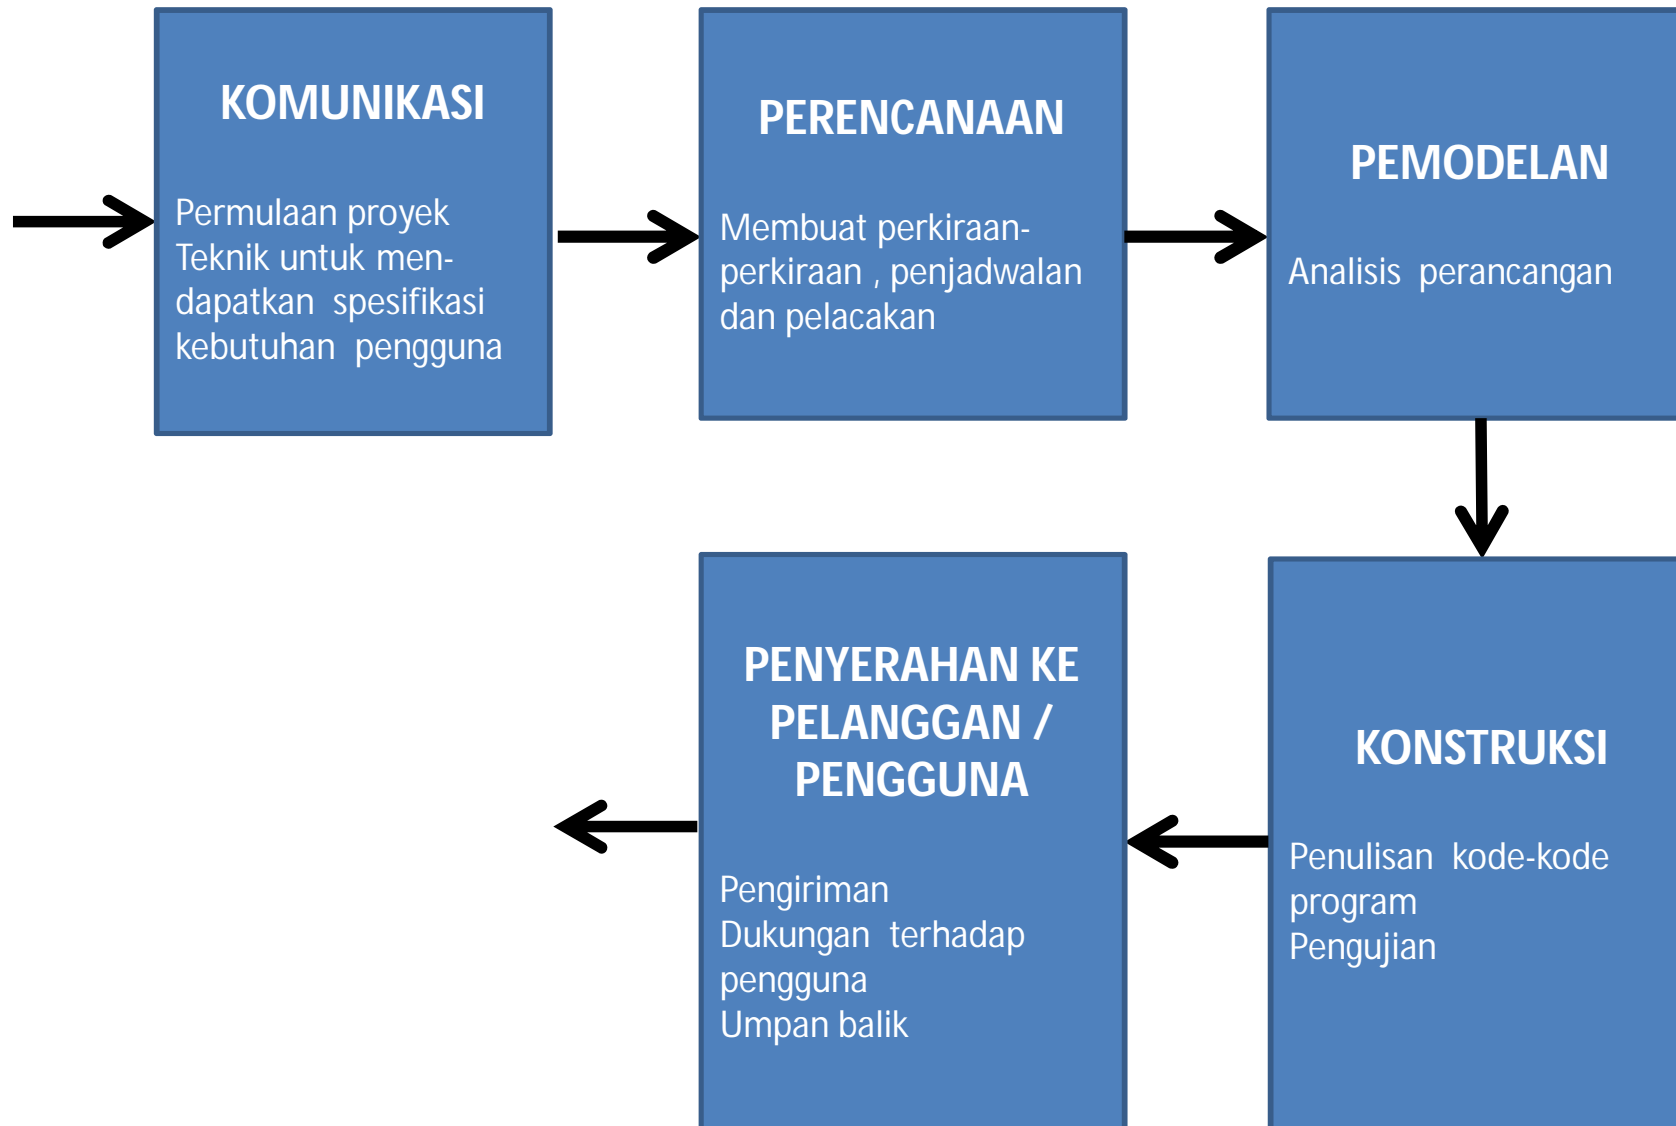 KOMUNIKASI
Permulaan proyek
Teknik untuk men-
dapatkan spesifikasi
kebutuhan pengguna
PERENCANAAN
Membuat perkiraan-
perkiraan , penjadwalan
dan pelacakan
PEMODELAN
Analisis perancangan
KONSTRUKSI
Penulisan kode-kode
program
Pengujian
PENYERAHAN KE
PELANGGAN /
PENGGUNA
Pengiriman
Dukungan terhadap
pengguna
Umpan balik